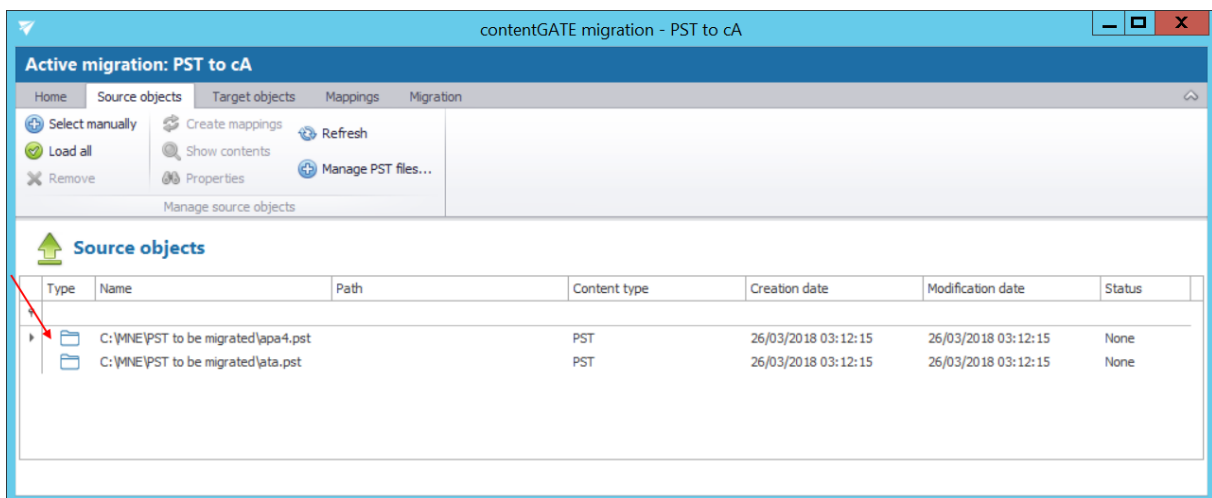 contentGATE migration - PST to cA
Active migration: PST to cA
Home Source objects Target objects Mappings Migration
Select manually Create mappings Refresh
Load all Show contents Manage PST files...
Remove Properties
Manage source objects
Source objects
Type Name Path Content type Creation date Modification date Status
C:\MNE\PST to be migrated\apa4.pst PST 26/03/2018 03:12:15 26/03/2018 03:12:15 None
C:\MNE\PST to be migrated\ata.pst PST 26/03/2018 03:12:15 26/03/2018 03:12:15 None